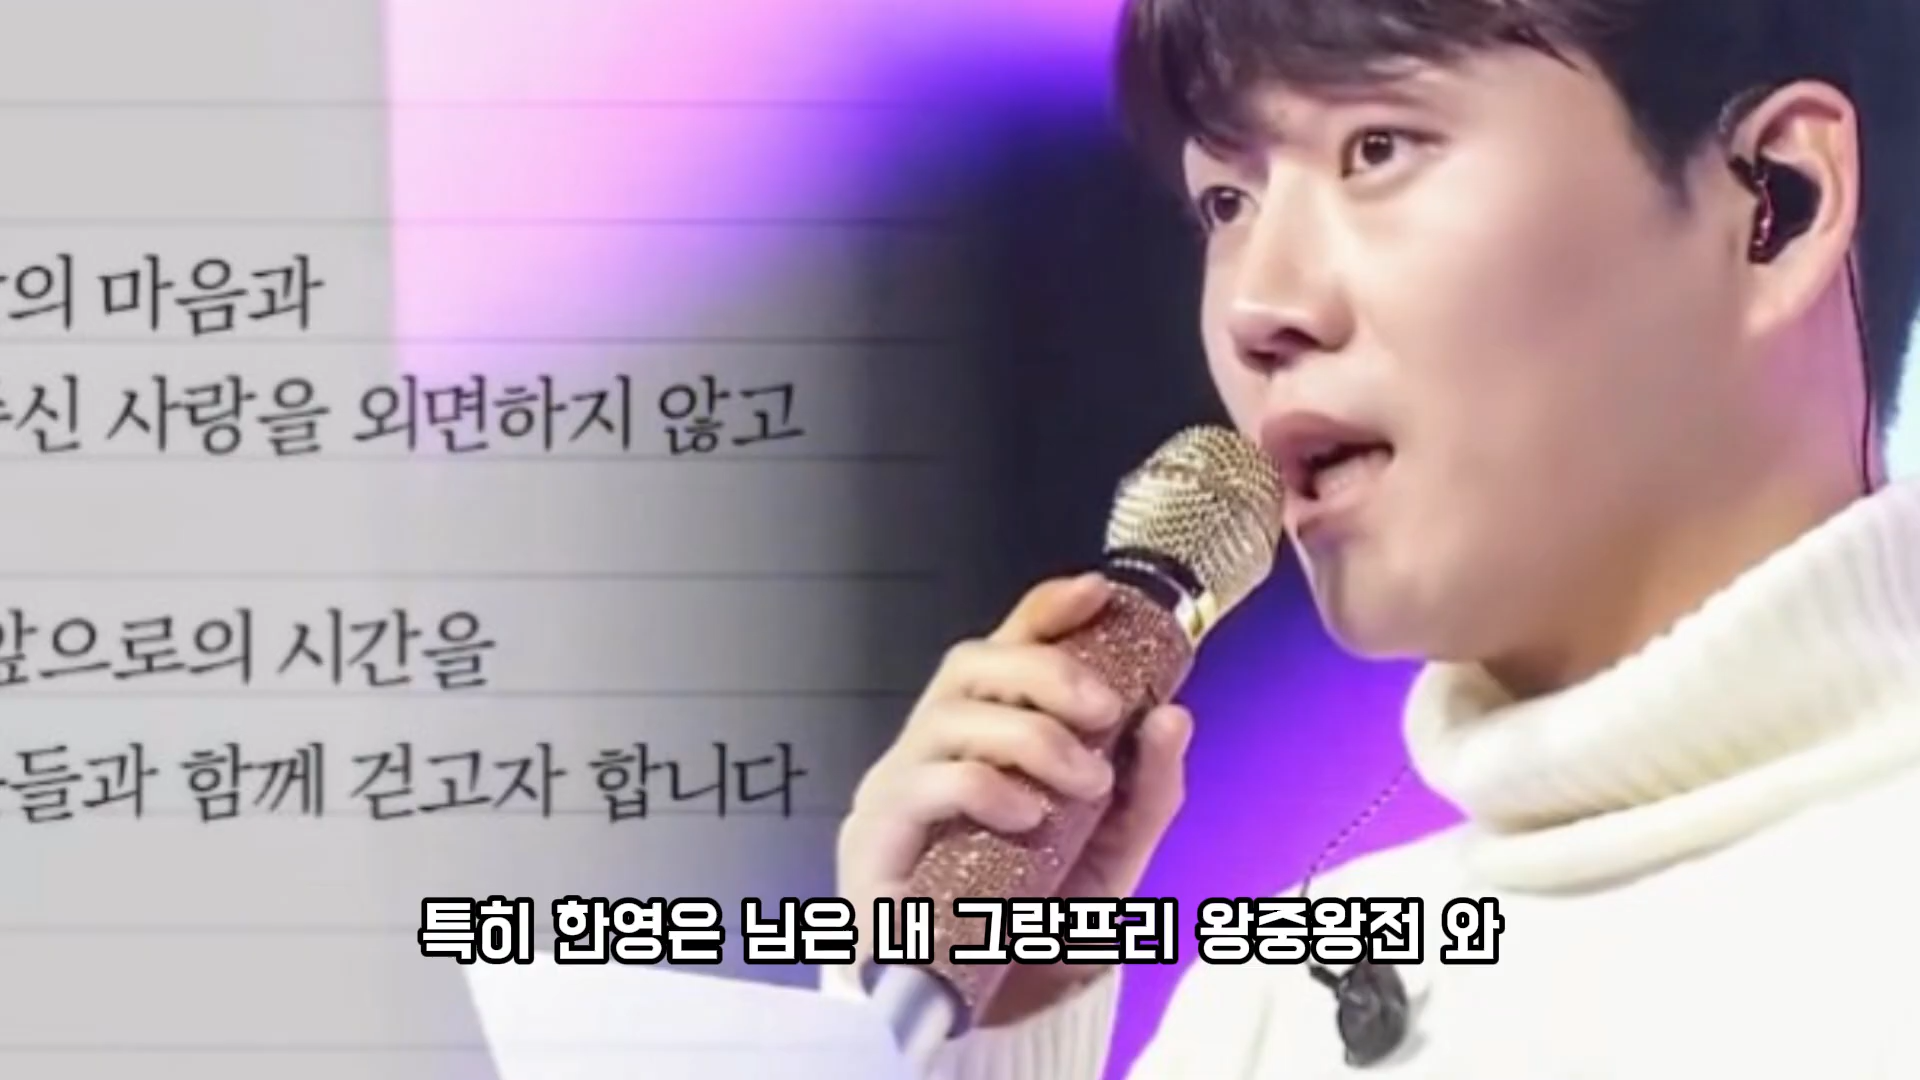 의 마음과
신 사랑을 외면하지 않고
앞으로의 시간을
들과 함께 걷고자 합니다
특히 한영은 님은 내 그랑프리 왕중왕전 와